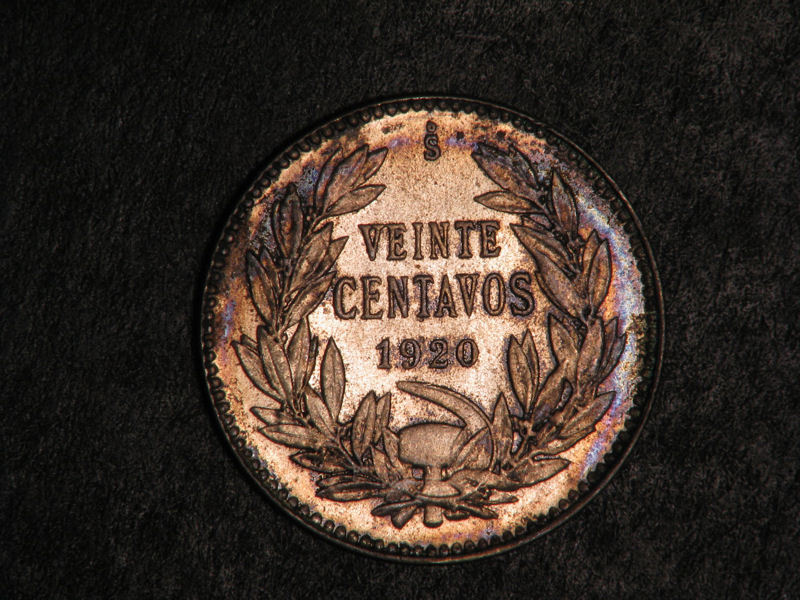 Š
VEINTE
CENTAVOS
1920